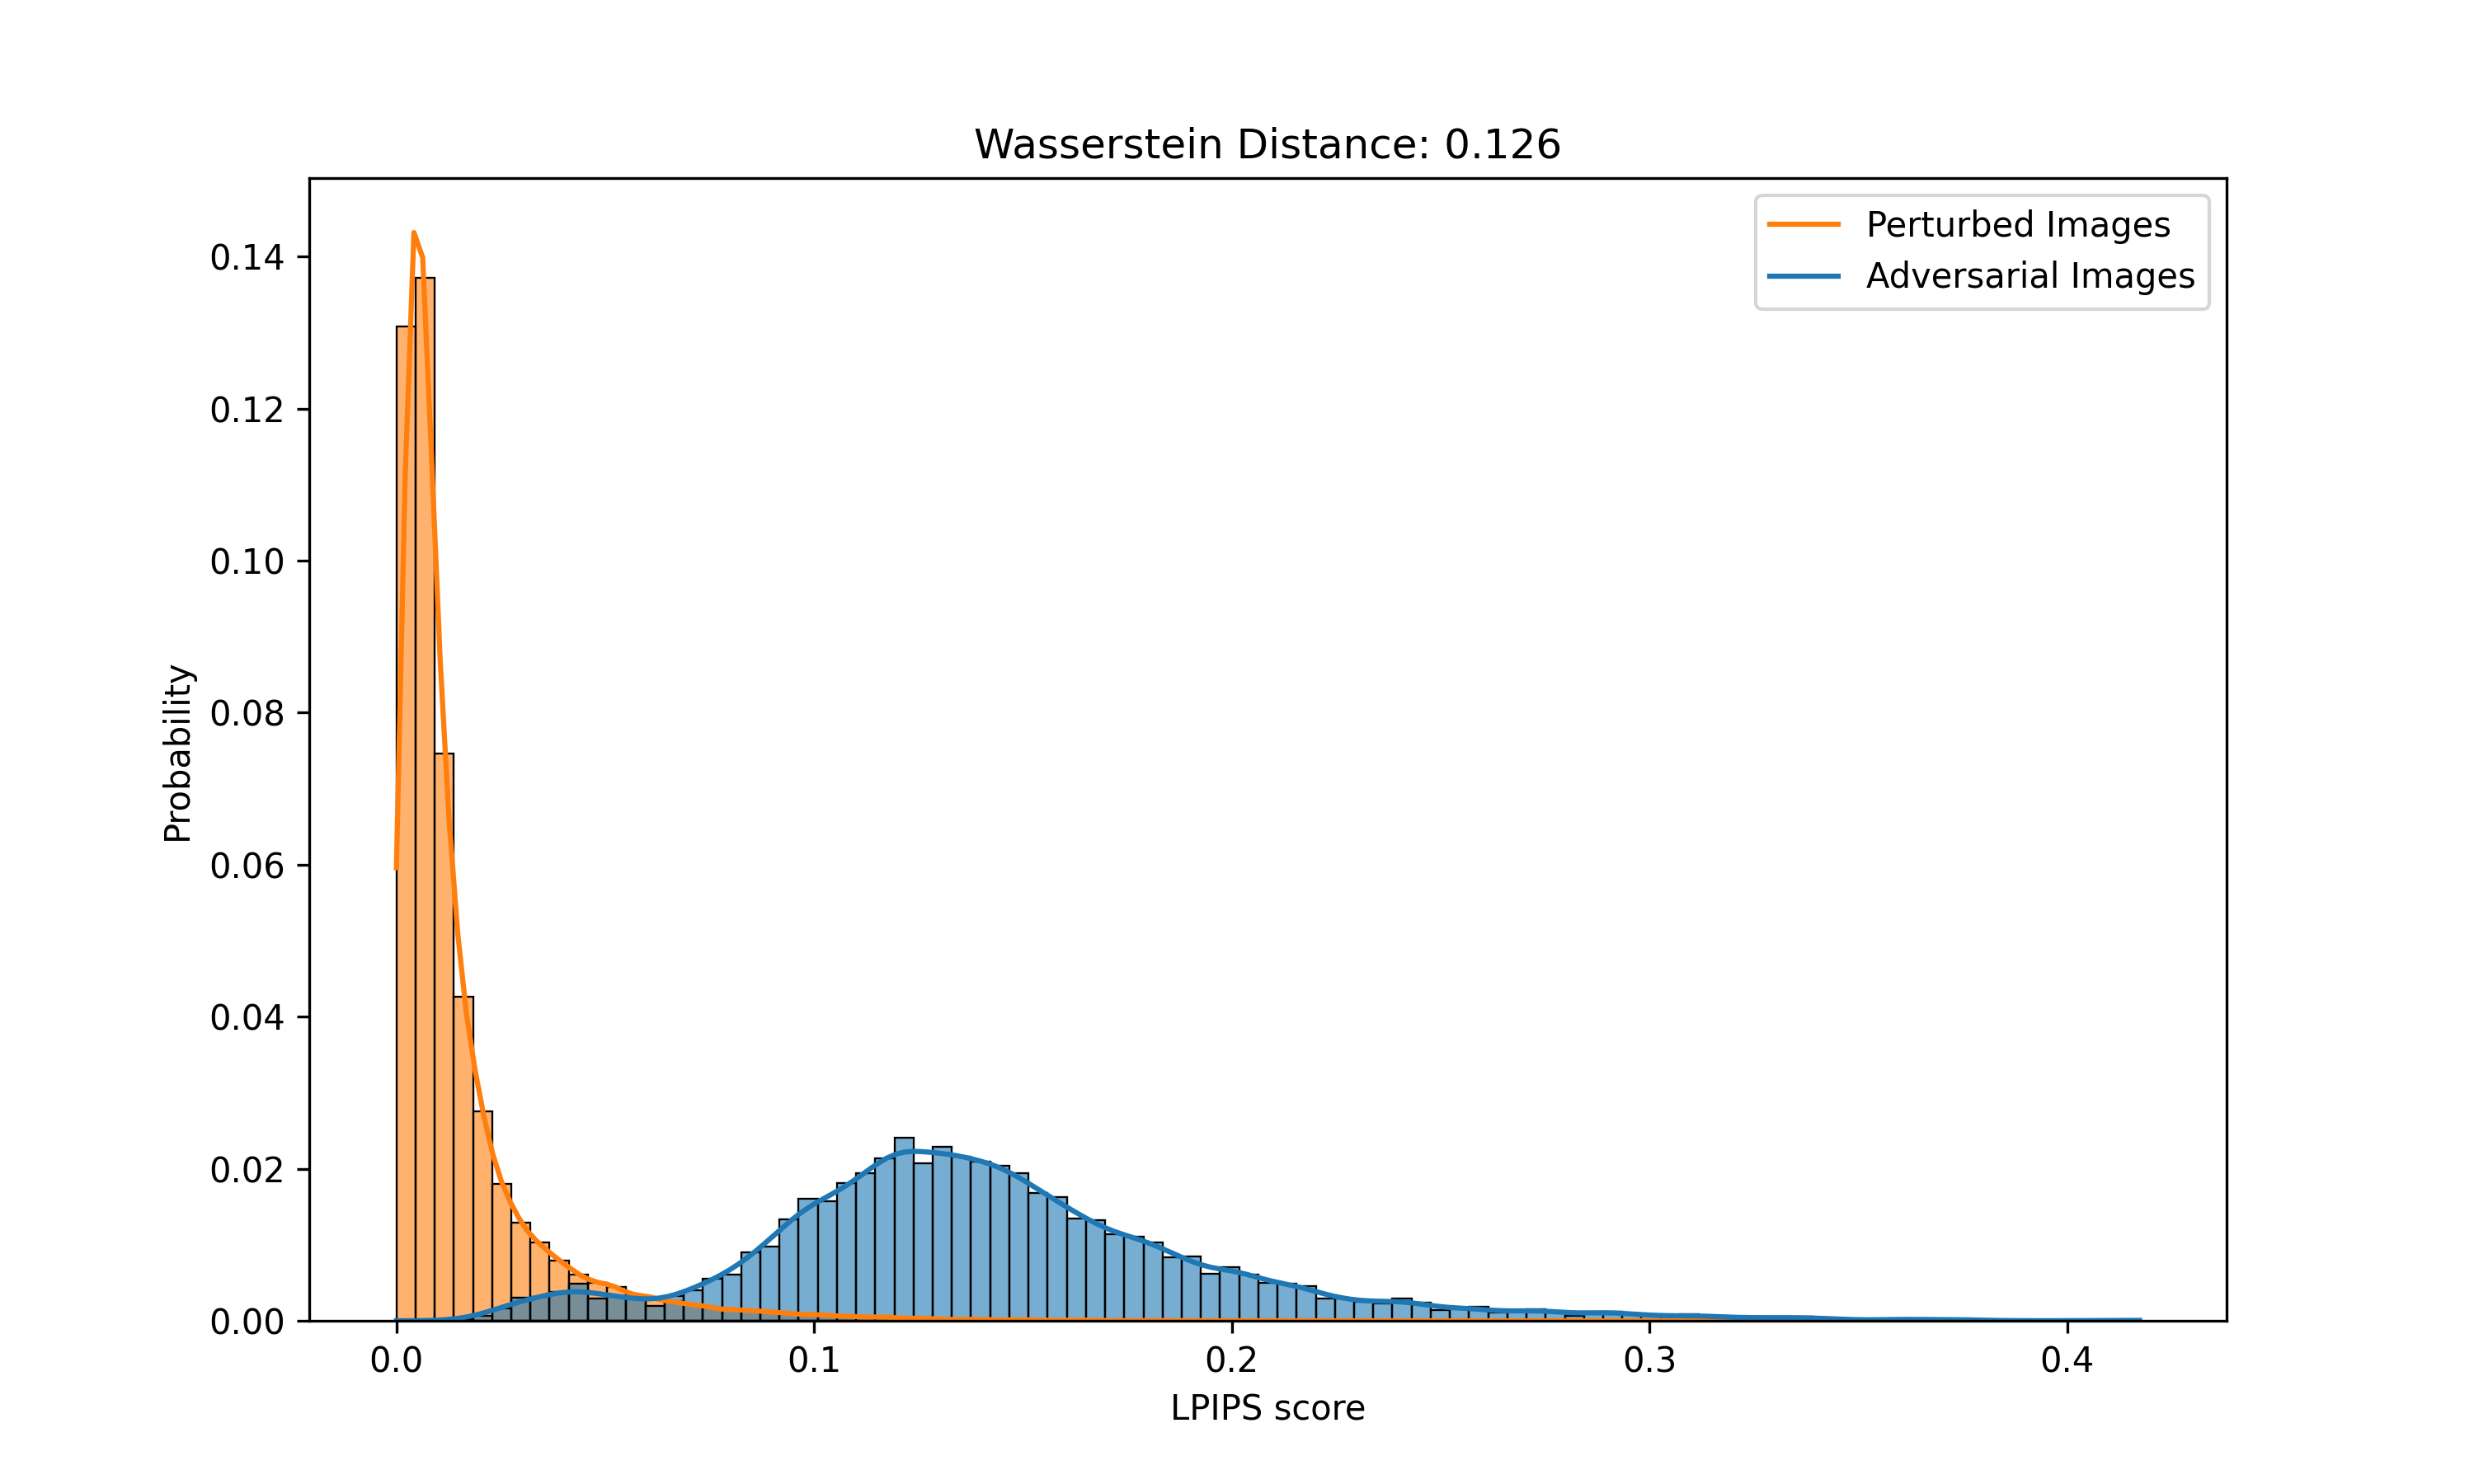 Wasserstein Distance: 0.126
Perturbed Images
Adversarial Images
0.14
0.12
0.10
0.08
0.06
0.04
0.02
0.00
Probability
0.0 0.1 0.2 0.3 0.4
LPIPS score